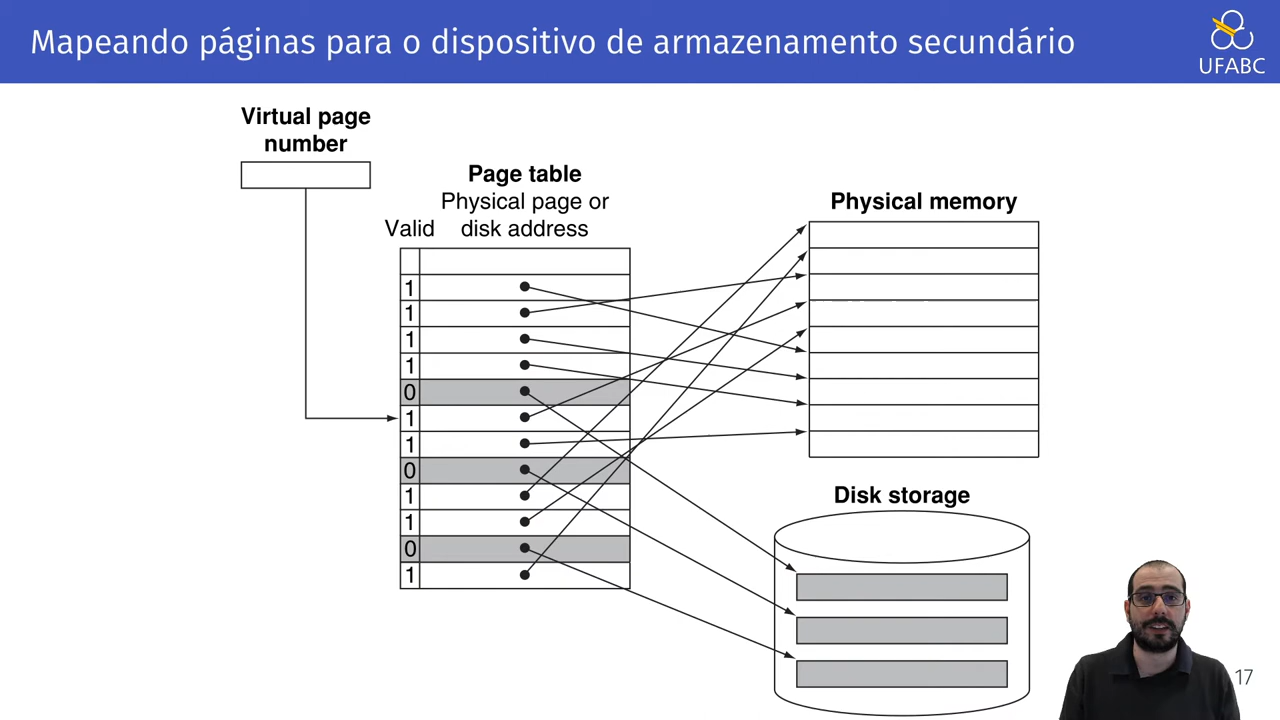 Mapeando páginas para o dispositivo de armazenamento secundário
UFABC
Virtual page
number
Page table
Physical page or
Valid disk address
Physical memory
1
1
1
1
0
1
1
0
1
1
0
1
Disk storage
17